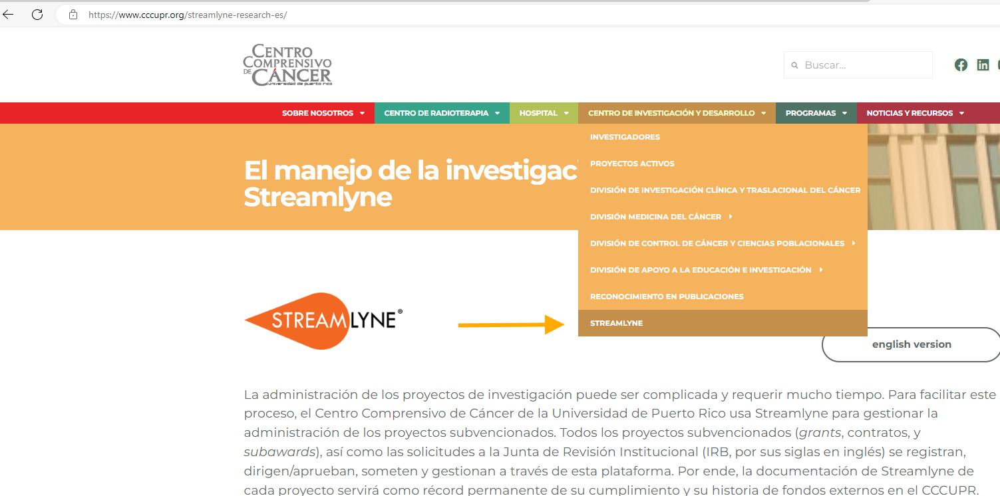 https://www.cccupr.org/streamlyne-research-es/
CENTRO
COMPRENSIVO
DE CÁNCER
universidad de puerto rico
Buscar...
SOBRE NOSOTROS
CENTRO DE RADIOTERAPIA
HOSPITAL
CENTRO DE INVESTIGACIÓN Y DESARROLLO
PROGRAMAS
NOTICIAS Y RECURSOS
INVESTIGADORES
PROYECTOS ACTIVOS
DIVISIÓN DE INVESTIGACIÓN CLÍNICA Y TRASLACIONAL DEL CÁNCER
DIVISIÓN MEDICINA DEL CÁNCER
DIVISIÓN DE CONTROL DE CÁNCER Y CIENCIAS POBLACIONALES
DIVISIÓN DE APOYO A LA EDUCACIÓN E INVESTIGACIÓN
RECONOCIMIENTO EN PUBLICACIONES
STREAMLYNE
El manejo de la investigaci
Streamlyne
STREAMLYNE®
english version
La administración de los proyectos de investigación puede ser complicada y requerir mucho tiempo. Para facilitar este
proceso, el Centro Comprensivo de Cáncer de la Universidad de Puerto Rico usa Streamlyne para gestionar la
administración de los proyectos subvencionados. Todos los proyectos subvencionados (grants, contratos, y
subawards), así como las solicitudes a la Junta de Revisión Institucional (IRB, por sus siglas en inglés) se registran,
dirigen/aprueban, someten y gestionan a través de esta plataforma. Por ende, la documentación de Streamlyne de
cada proyecto servirá como récord permanente de su cumplimiento y su historia de fondos externos en el CCCUPR.